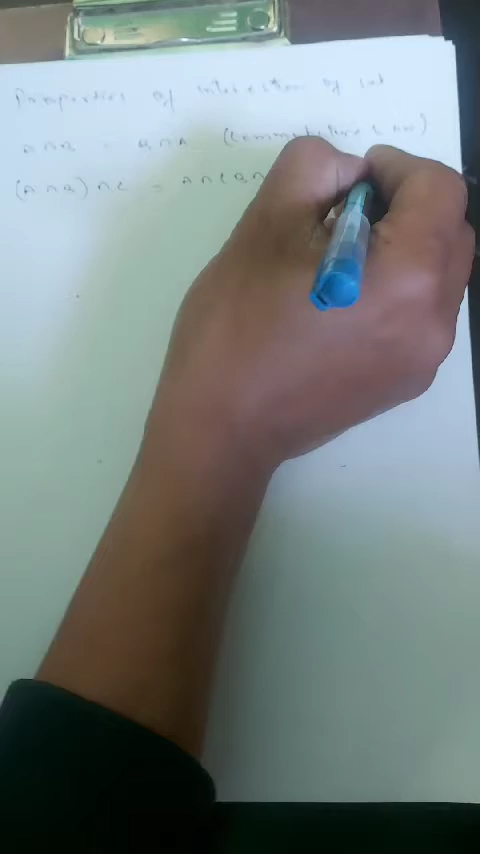 Properties of intersection of set
A ∩ B = B ∩ A (Commutative LAW)
(A ∩ B) ∩ C = A ∩ ( B ∩